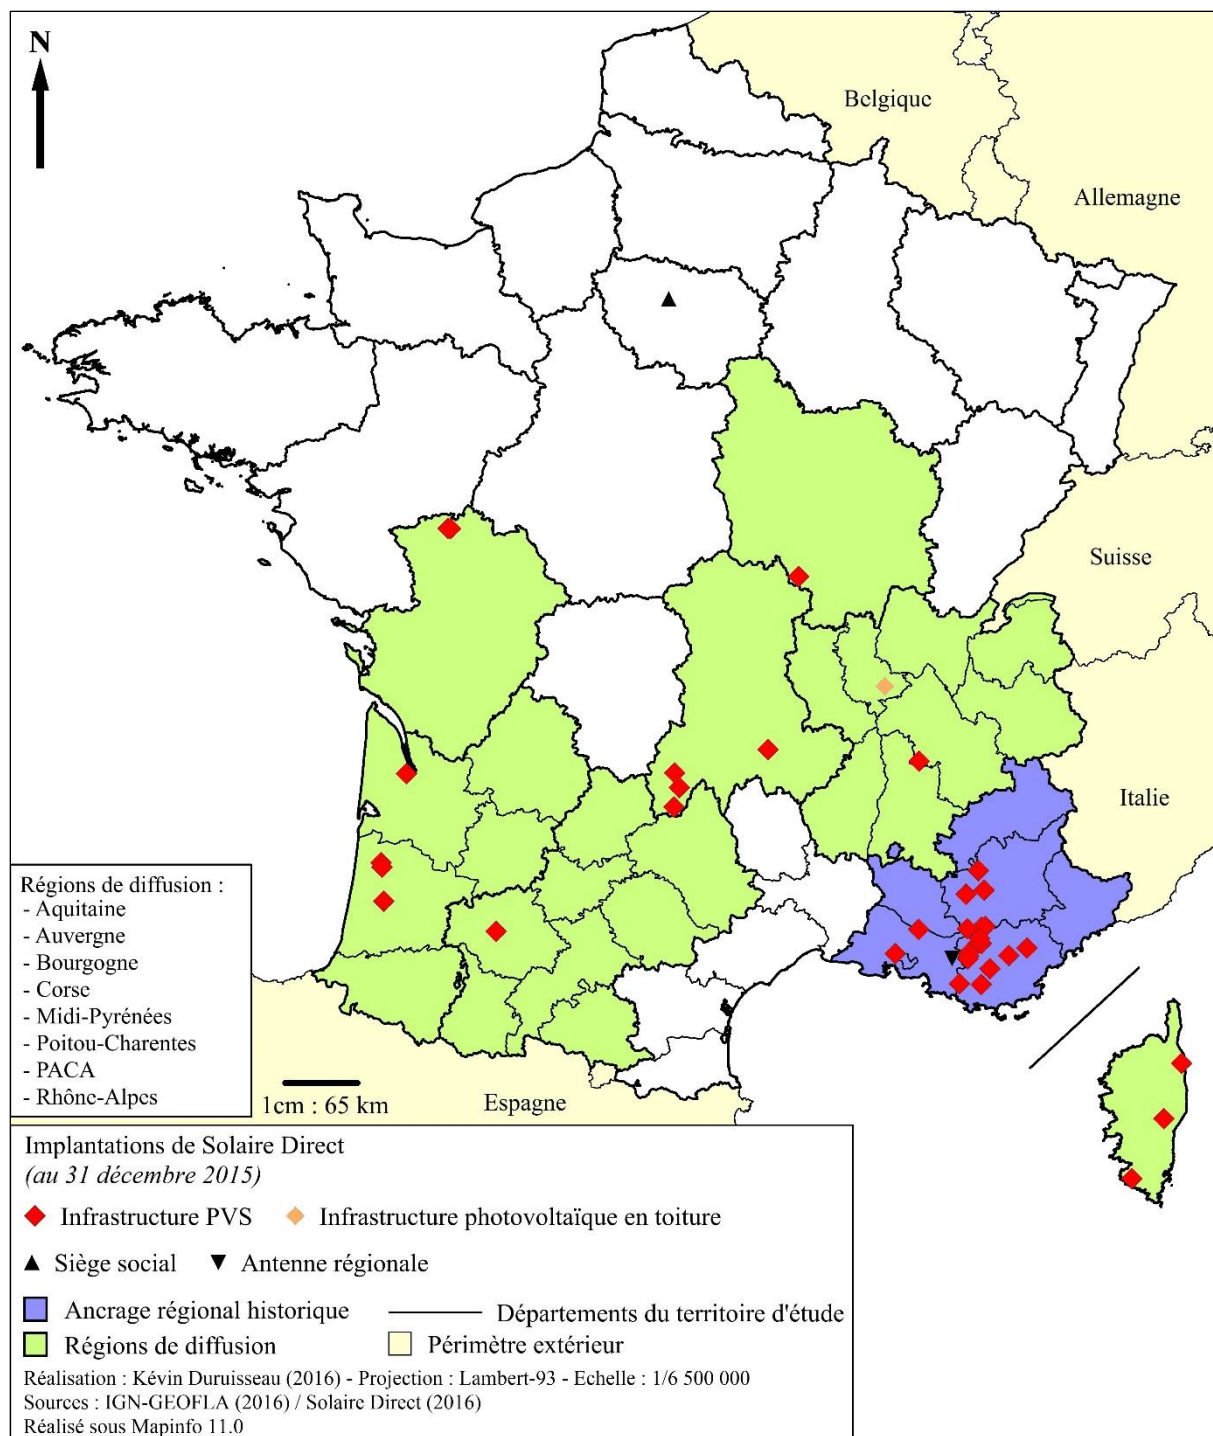 N
Belgique
Allemagne
Suisse
Italie
Espagne
1cm : 65 km
Régions de diffusion :
- Aquitaine
- Auvergne
- Bourgogne
- Corse
- Midi-Pyrénées
- Poitou-Charentes
- PACA
- Rhône-Alpes
Implantations de Solaire Direct
(au 31 décembre 2015)
Infrastructure PVS Infrastructure photovoltaïque en toiture
Siège social Antenne régionale
Ancrage régional historique Départements du territoire d'étude
Régions de diffusion Périmètre extérieur
Réalisation : Kévin Duruisseau (2016) - Projection : Lambert-93 - Echelle : 1/6 500 000
Sources : IGN-GEOFLA (2016) / Solaire Direct (2016)
Réalisé sous Mapinfo 11.0